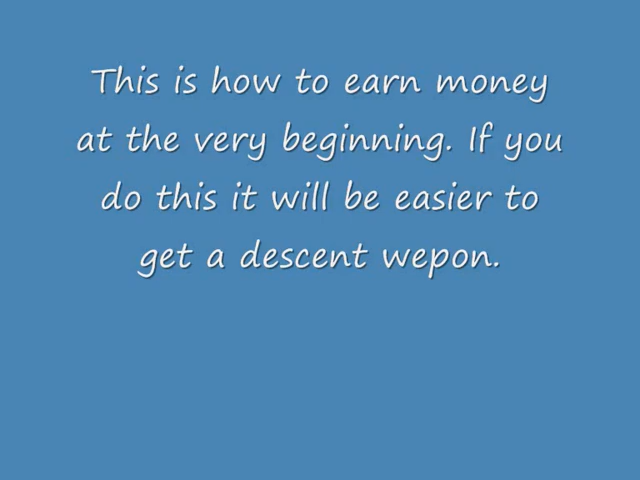 This is how to earn money
at the very beginning. If you
do this it will be easier to
get a descent wepon.